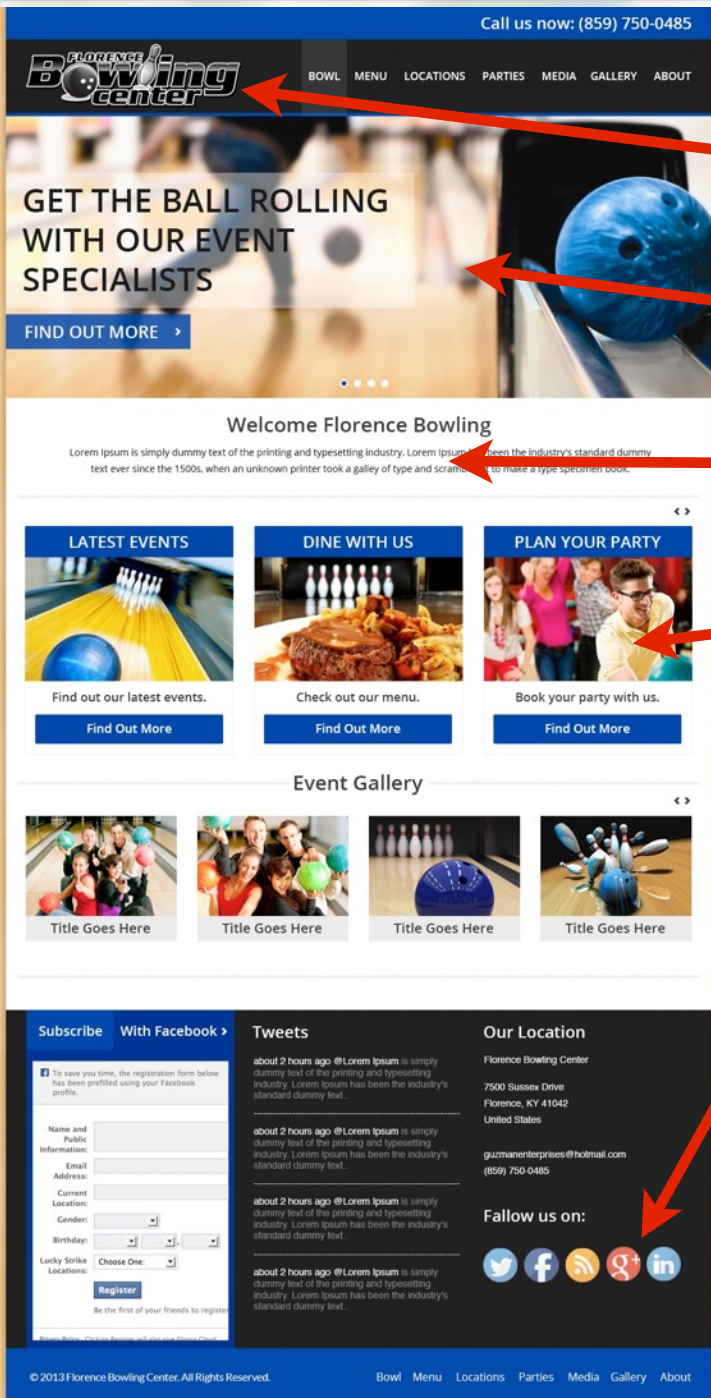 Call us now: (859) 750-0485
FLORENCE
Bowling
center
BOWL MENU LOCATIONS PARTIES MEDIA GALLERY ABOUT
GET THE BALL ROLLING
WITH OUR EVENT
SPECIALISTS
FIND OUT MORE >
Welcome Florence Bowling
Lorem Ipsum is simply dummy text of the printing and typesetting industry. Lorem Ipsum been the industry's standard dummy
text ever since the 1500s, when an unknown printer took a galley of type and to make a type specimen book.
< >
LATEST EVENTS
Find out our latest events.
Find Out More
DINE WITH US
Check out our menu.
Find Out More
PLAN YOUR PARTY
Book your party with us.
Find Out More
Event Gallery
< >
Title Goes Here
Title Goes Here
Title Goes Here
Title Goes Here
Subscribe With Facebook >
To save you time, the registration form below
has been prefilled using your Facebook
profile.
Name and
Public
Information:
Email
Address:
Current
Location:
Gender:
Birthday:
Lucky Strike
Locations:
Choose One:
Register
Be the first of your friends to register
Tweets
about 2 hours ago @Lorem Ipsum is simply
dummy text of the printing and typesetting
industry. Lorem Ipsum has been the industry's
standard dummy text..
about 2 hours ago @Lorem Ipsum is simply
dummy text of the printing and typesetting
industry. Lorem Ipsum has been the industry's
standard dummy text..
about 2 hours ago @Lorem Ipsum is simply
dummy text of the printing and typesetting
industry. Lorem Ipsum has been the industry's
standard dummy text..
about 2 hours ago @Lorem Ipsum is simply
dummy text of the printing and typesetting
industry. Lorem Ipsum has been the industry's
standard dummy text..
Our Location
Florence Bowling Center
7500 Sussex Drive
Florence, KY 41042
United States
guzmanenterprises@hotmail.com
(859) 750-0485
Fallow us on:
f
g+
in
© 2013 Florence Bowling Center. All Rights Reserved.
Bowl Menu Locations Parties Media Gallery About